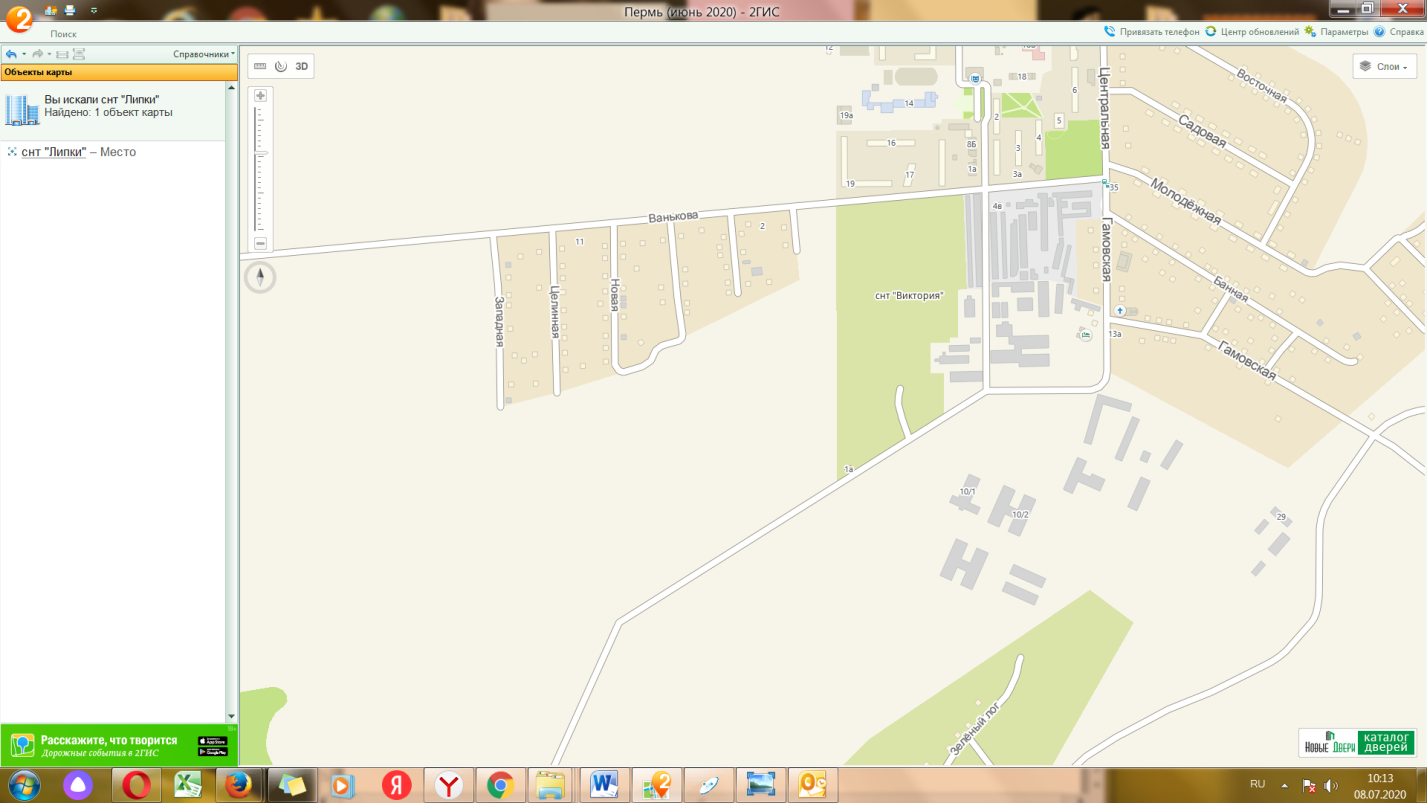 Пермь (июнь 2020) - 2ГИС
Поиск
Привязать телефон
Центр обновлений
Параметры
Справка
Справочники
Объекты карты
Вы искали снт "Липки"
Найдено: 1 объект карты
снт "Липки" – Место
3D
Слои
12
18
6
14
19а
2
5
4
16
8Б
3
17
1а
3а
19
Центральная
Восточная
Садовая
Молодёжная
35
4в
Ванькова
2
11
Гамовская
Западная
Целинная
Новая
снт "Виктория"
Банная
13а
Гамовская
1а
10/1
10/2
29
Зелёный лог
Расскажите, что творится
Дорожные события в 2ГИС
App Store
Google Play
Новые Двери
каталог
дверей
RU
10:13
08.07.2020